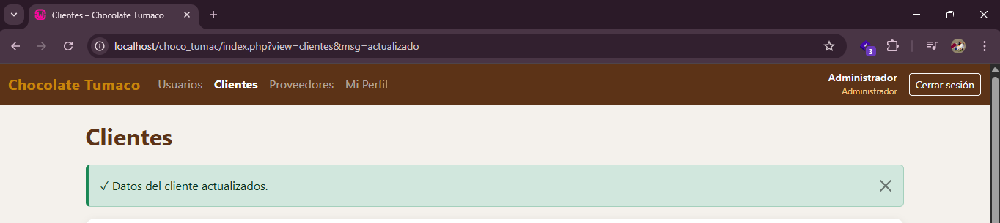 Clientes – Chocolate Tumaco
localhost/choco_tumac/index.php?view=clientes&msg=actualizado
3
Chocolate Tumaco Usuarios Clientes Proveedores Mi Perfil
Administrador
Administrador
Cerrar sesión
Clientes
✓ Datos del cliente actualizados.